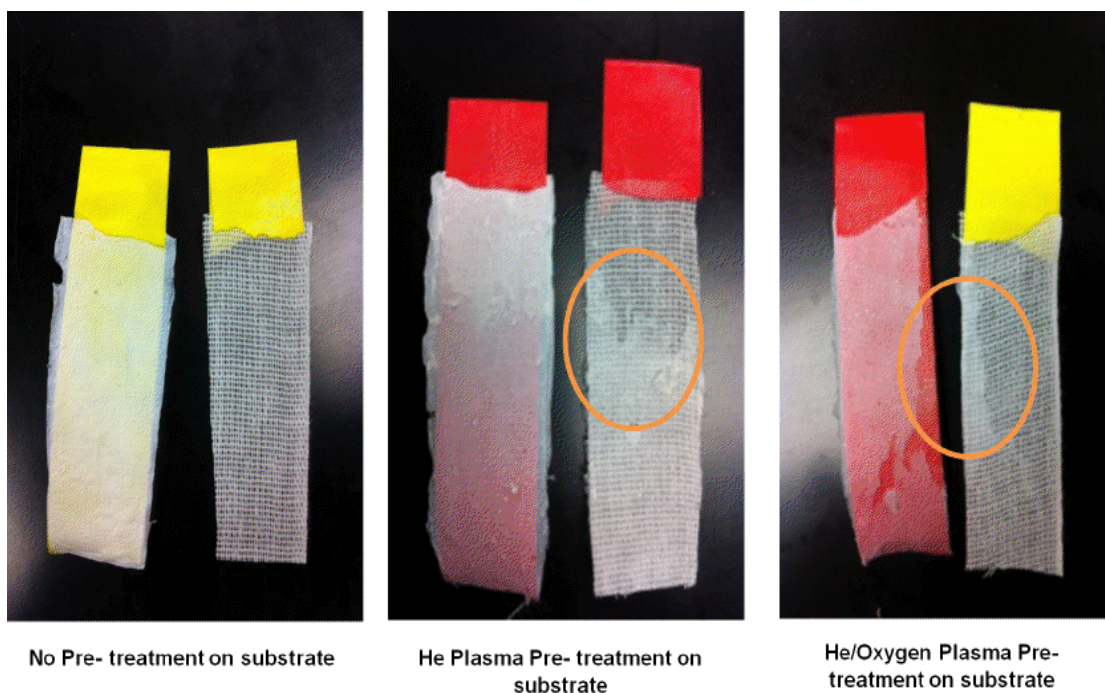 No Pre- treatment on substrate
He Plasma Pre- treatment on
substrate
He/Oxygen Plasma Pre-
treatment on substrate